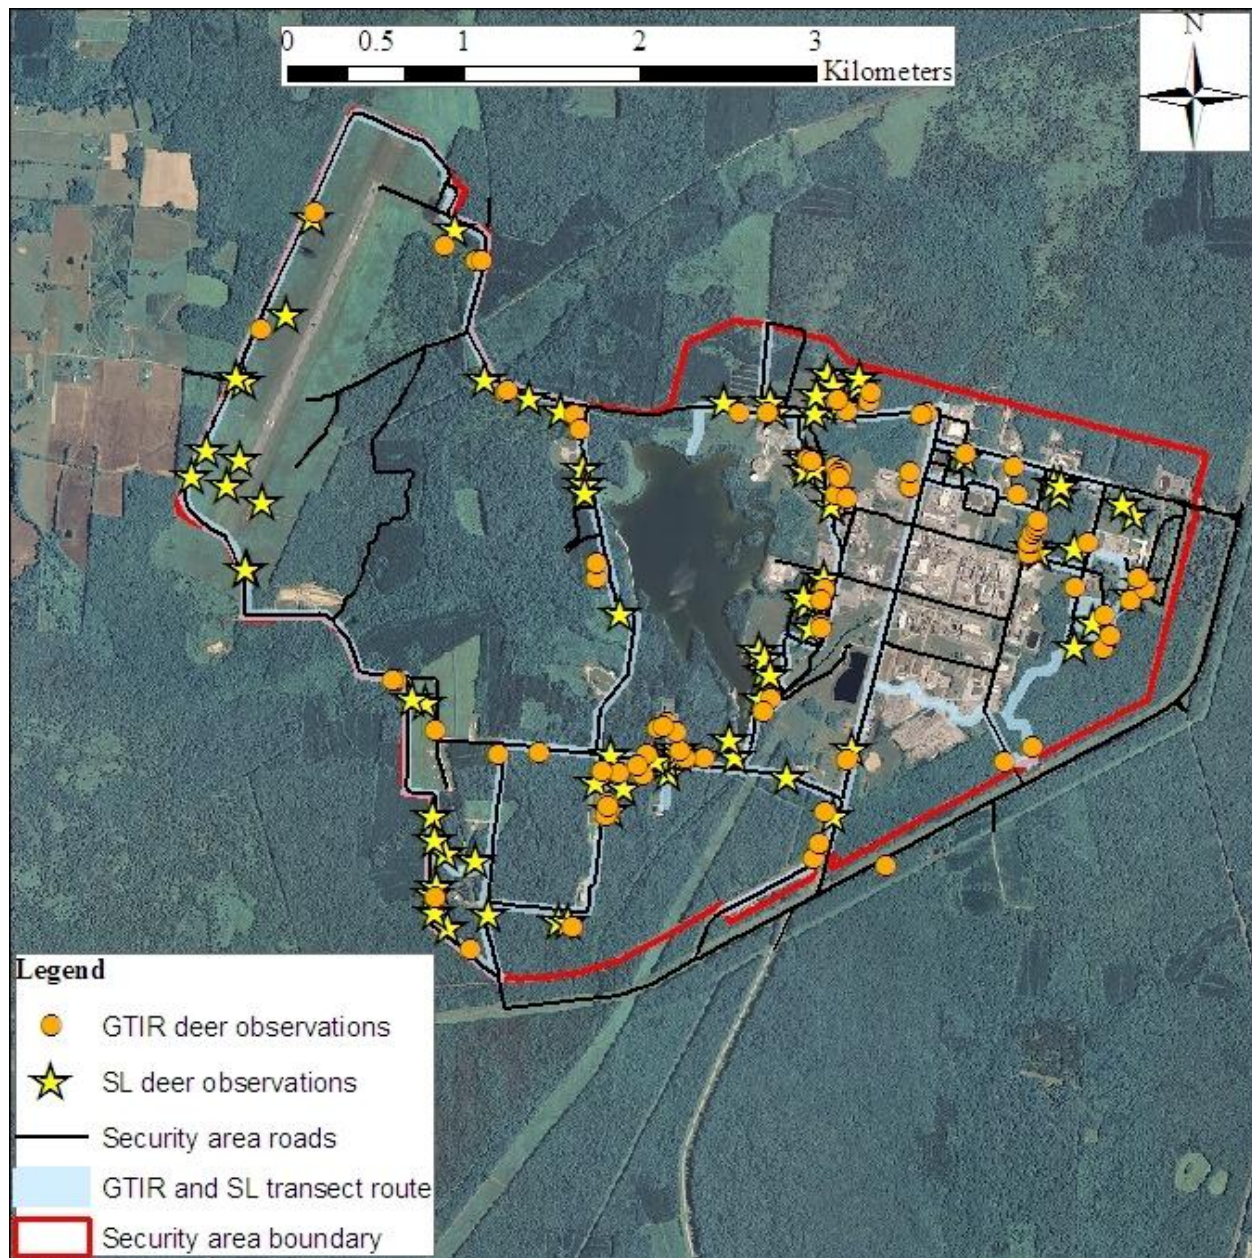 0 0.5 1 2 3
Kilometers
N
Legend
GTIR deer observations
SL deer observations
Security area roads
GTIR and SL transect route
Security area boundary